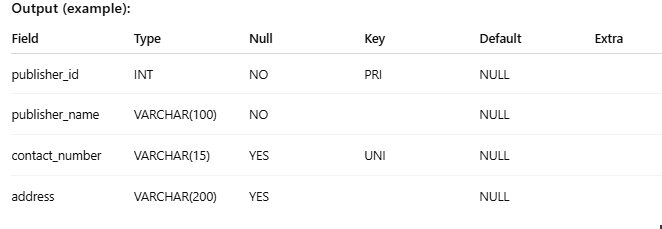 Output (example):
Field Type Null Key Default Extra
publisher_id INT NO PRI NULL
publisher_name VARCHAR(100) NO NULL
contact_number VARCHAR(15) YES UNI NULL
address VARCHAR(200) YES NULL